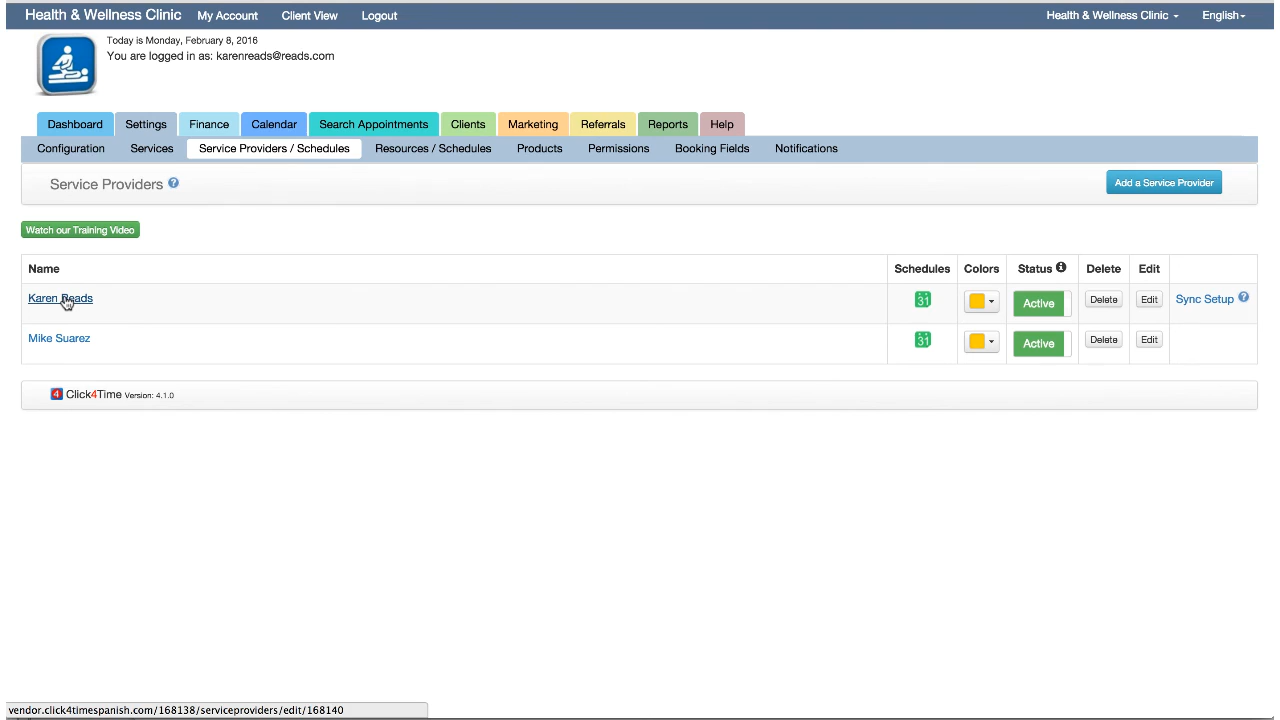 Health & Wellness Clinic My Account Client View Logout Health & Wellness Clinic English
Today is Monday, February 8, 2016
You are logged in as: karenreads@reads.com
Dashboard Settings Finance Calendar Search Appointments Clients Marketing Referrals Reports Help
Configuration Services Service Providers / Schedules Resources / Schedules Products Permissions Booking Fields Notifications
Service Providers ? Add a Service Provider
Watch our Training Video
Name Schedules Colors Status Delete Edit
Karen Reads 31 Active Delete Edit Sync Setup ?
Mike Suarez 31 Active Delete Edit
4 Click4Time Version: 4.1.0
vendor.click4timespanish.com/168138/serviceproviders/edit/168140